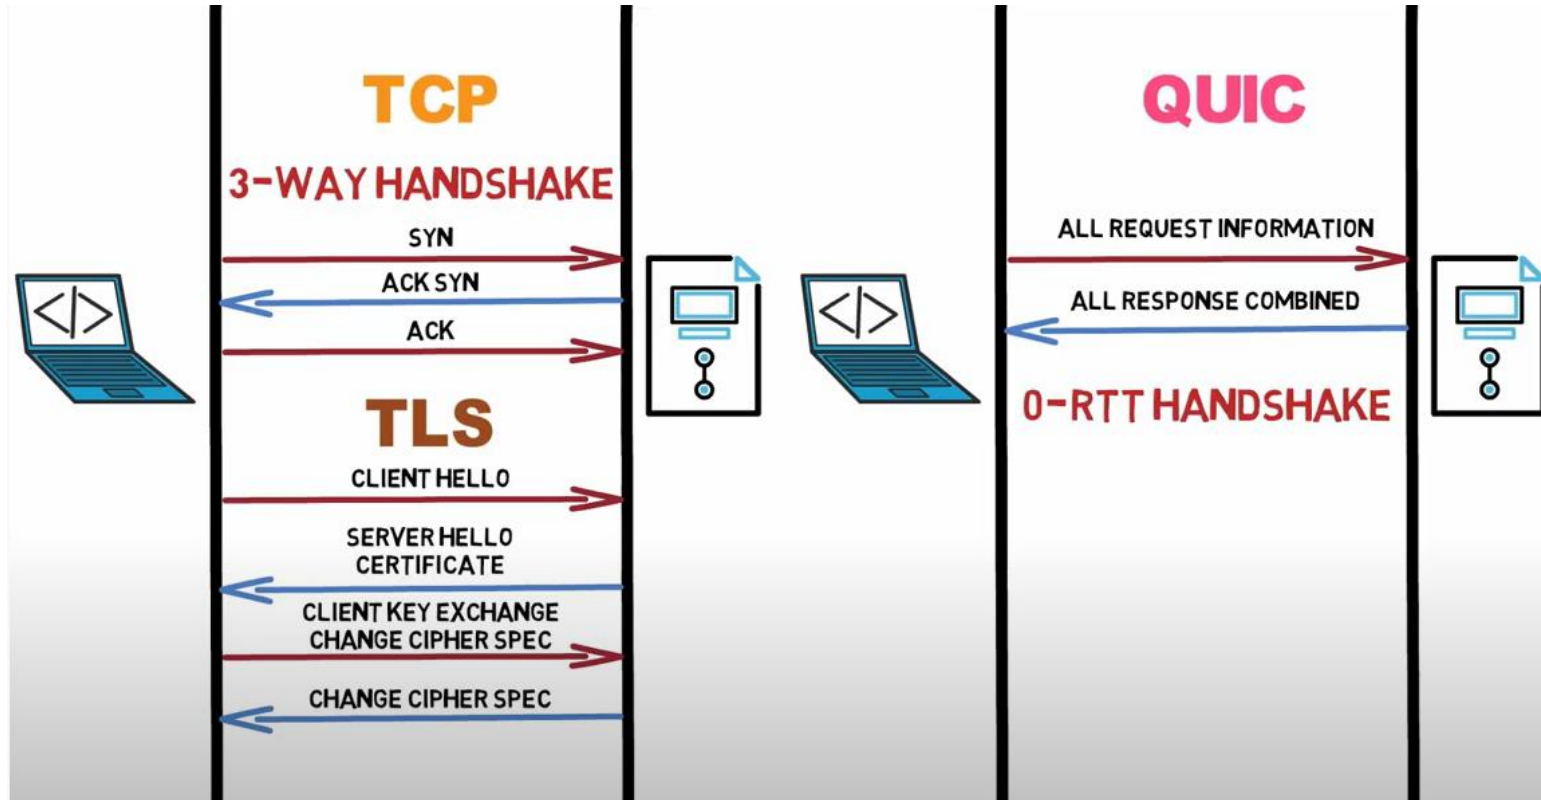 TCP
3-WAY HANDSHAKE
SYN
ACK SYN
ACK
TLS
CLIENT HELLO
SERVER HELLO
CERTIFICATE
CLIENT KEY EXCHANGE
CHANGE CIPHER SPEC
CHANGE CIPHER SPEC
</>
QUIC
ALL REQUEST INFORMATION
ALL RESPONSE COMBINED
0-RTT HANDSHAKE
</>